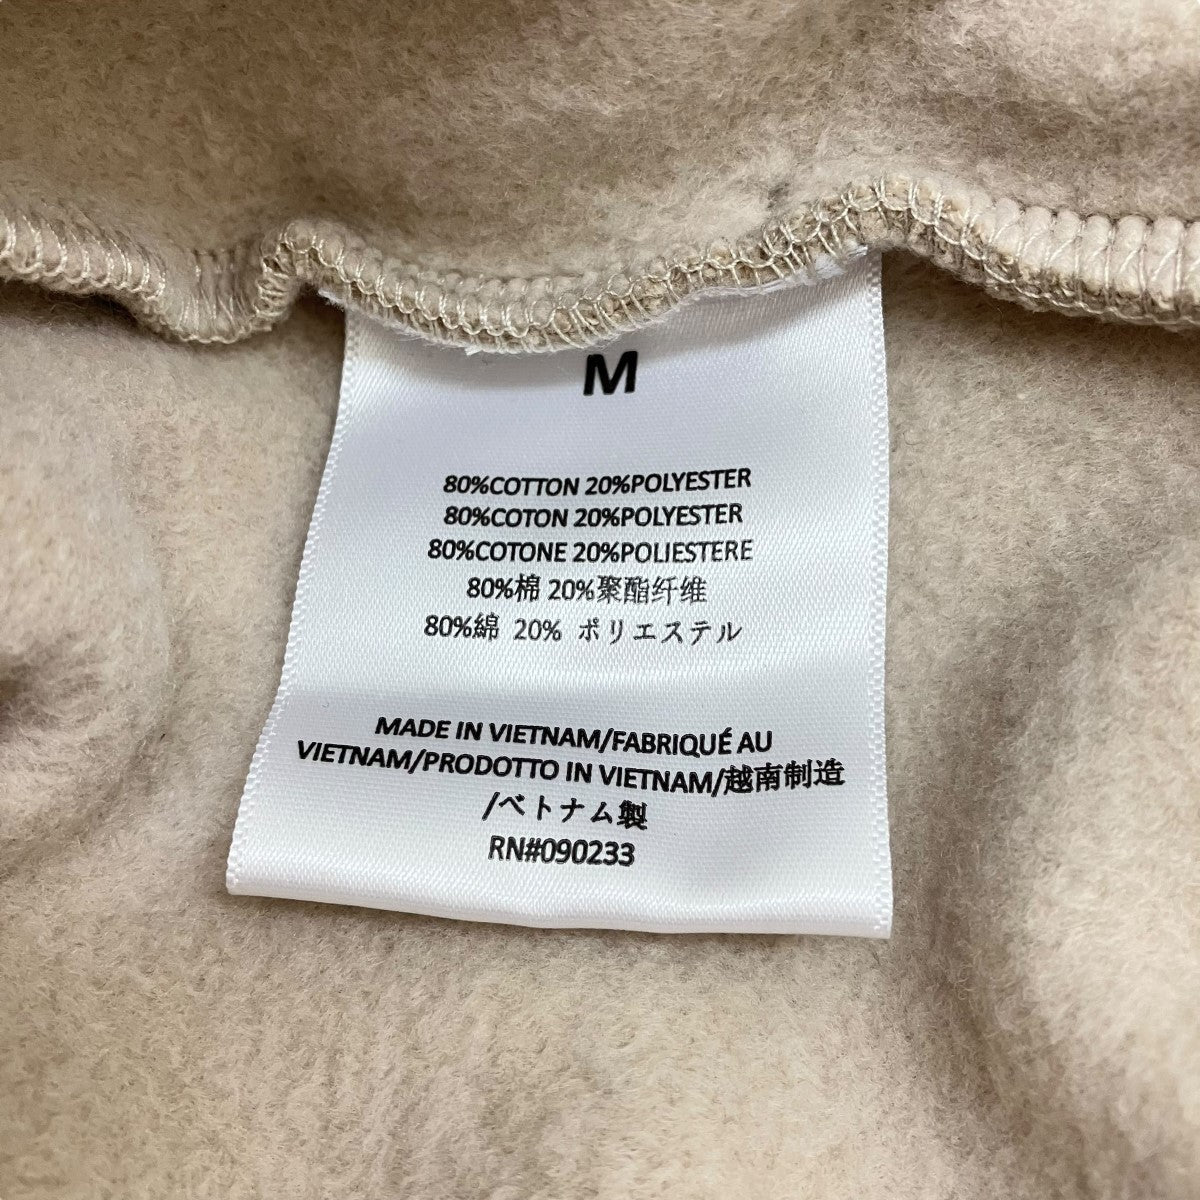 M
80%COTTON 20%POLYESTER
80%COTON 20%POLYESTER
80%COTONE 20%POLIESTERE
80%棉 20%聚酯纤维
80%綿 20% ポリエステル
MADE IN VIETNAM/FABRIQUÉ AU
VIETNAM/PRODOTTO IN VIETNAM/越南制造
/ベトナム製
RN#090233